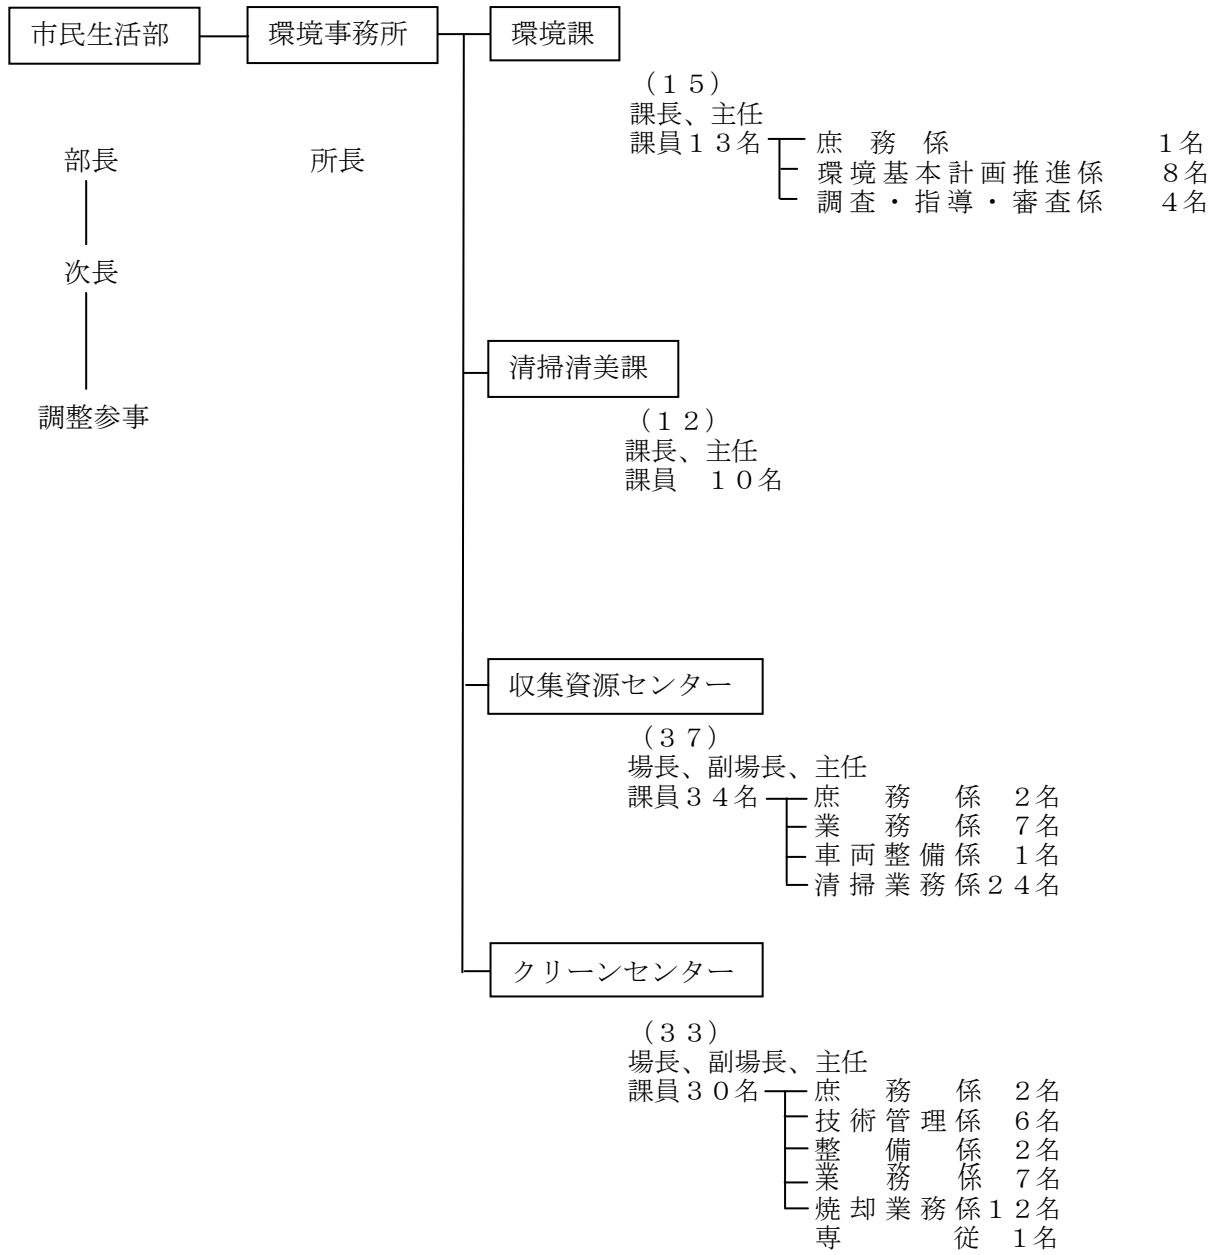 市民生活部 環境事務所 環境課
(15)
課長、主任
課員13名 庶務係 1名
環境基本計画推進係 8名
調査・指導・審査係 4名
部長 所長
次長
調整参事
清掃清美課
(12)
課長、主任
課員 10名
収集資源センター
(37)
場長、副場長、主任
課員34名 庶務係 2名
業務係 7名
車両整備係 1名
清掃業務係24名
クリーンセンター
(33)
場長、副場長、主任
課員30名 庶務係 2名
技術管理係 6名
整備係 2名
業務係 7名
焼却業務係12名
専従 1名